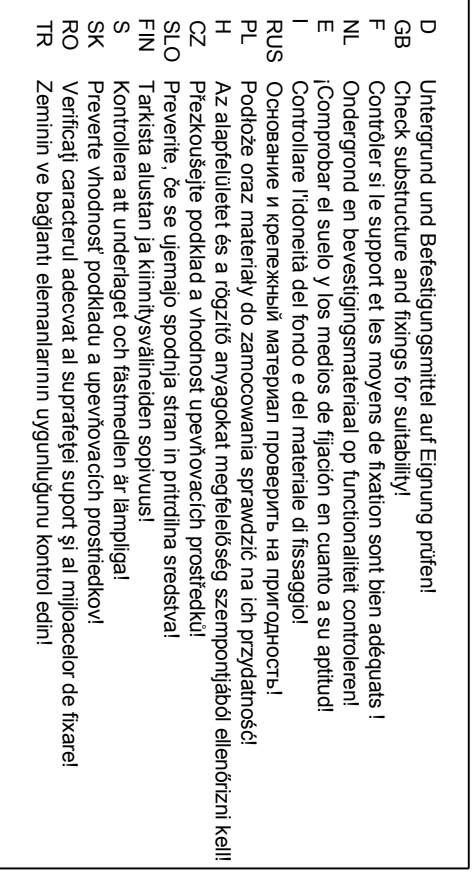 D Untergrund und Befestigungsmittel auf Eignung prüfen!
GB Check substructure and fixings for suitability!
F Contrôler si le support et les moyens de fixation sont bien adéquats !
NL Ondergrond en bevestigingsmateriaal op functionaliteit controleren!
E ¡Comprobar el suelo y los medios de fijación en cuanto a su aptitud!
I Controllare l'idoneità del fondo e del materiale di fissaggio!
RUS Основание и крепежный материал проверить на пригодность!
PL Podłoże oraz materiały do zamocowania sprawdzić na ich przydatność!
H Az alapfelületet és a rögzítő anyagokat megfelelőség szempontjából ellenőrizni kell!
CZ Přezkoušejte podklad a vhodnost upevňovacích prostředků!
SLO Preverite, če se ujemajo spodnja stran in pritrdilna sredstva!
FIN Tarkista alustan ja kiinnitysvälineiden sopivuus!
S Kontrollera att underlaget och fästmedlen är lämpliga!
SK Preverte vhodnosť podkladu a upevňovacích prostriedkov!
RO Verificaţi caracterul adecvat al suprafeţei suport şi al mijloacelor de fixare!
TR Zeminin ve bağlantı elemanlarının uygunluğunu kontrol edin!